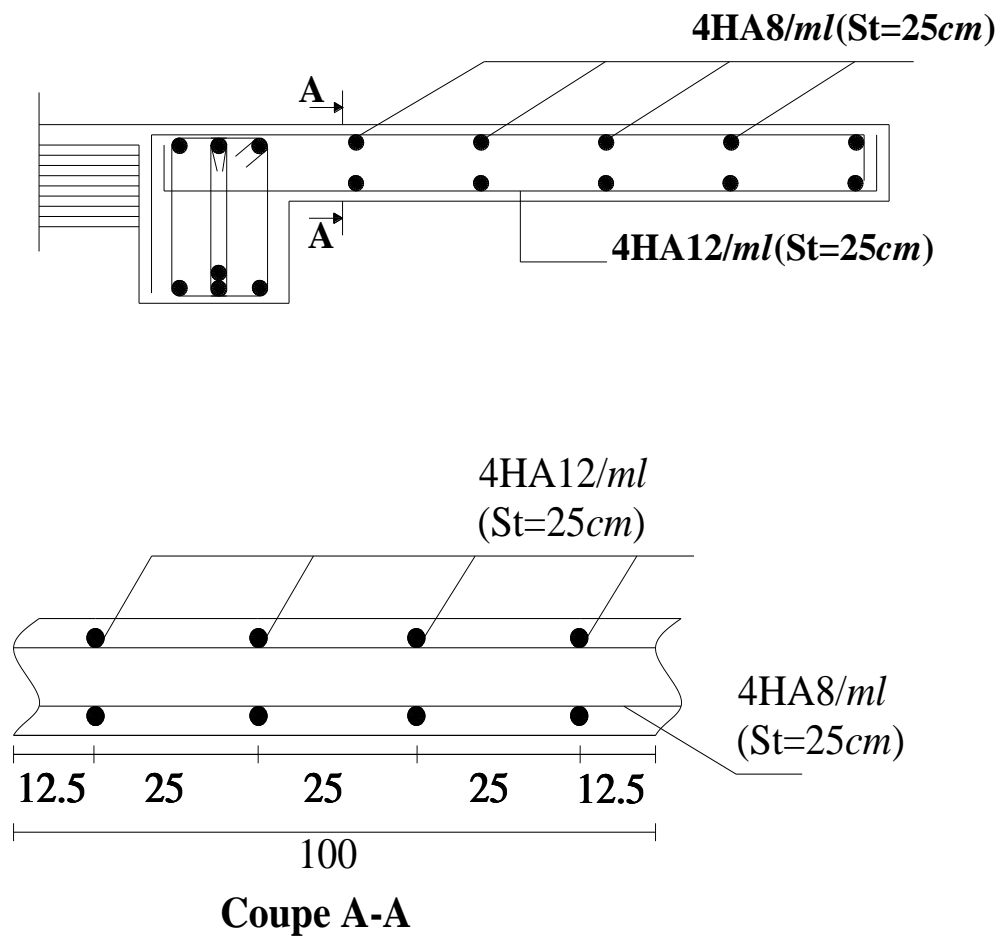 4HA8/ml(St=25cm)
A
A
4HA12/ml(St=25cm)
4HA12/ml
(St=25cm)
4HA8/ml
(St=25cm)
12.5 25 25 25 12.5
100
Coupe A-A